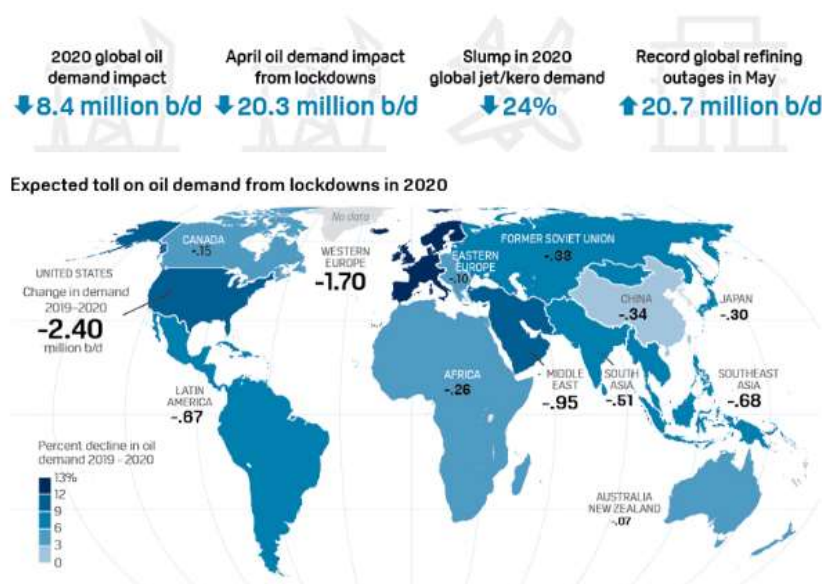 2020 global oil
demand impact
8.4 million b/d
April oil demand impact
from lockdowns
20.3 million b/d
Slump in 2020
global jet/kero demand
24%
Record global refining
outages in May
20.7 million b/d
Expected toll on oil demand from lockdowns in 2020
No data
CANADA
-.15
UNITED STATES
Change in demand
2019-2020
-2.40
million b/d
WESTERN
EUROPE
-1.70
EASTERN
EUROPE
-.10
FORMER SOVIET UNION
CHINA
-.34
JAPAN
-.30
LATIN
AMERICA
-.67
AFRICA
-.26
MIDDLE
EAST
-.95
SOUTH
ASIA
-.51
SOUTHEAST
ASIA
-.68
AUSTRALIA
NEW ZEALAND
-.07
Percent decline in oil
demand 2019 - 2020
13%
12
9
6
3
0